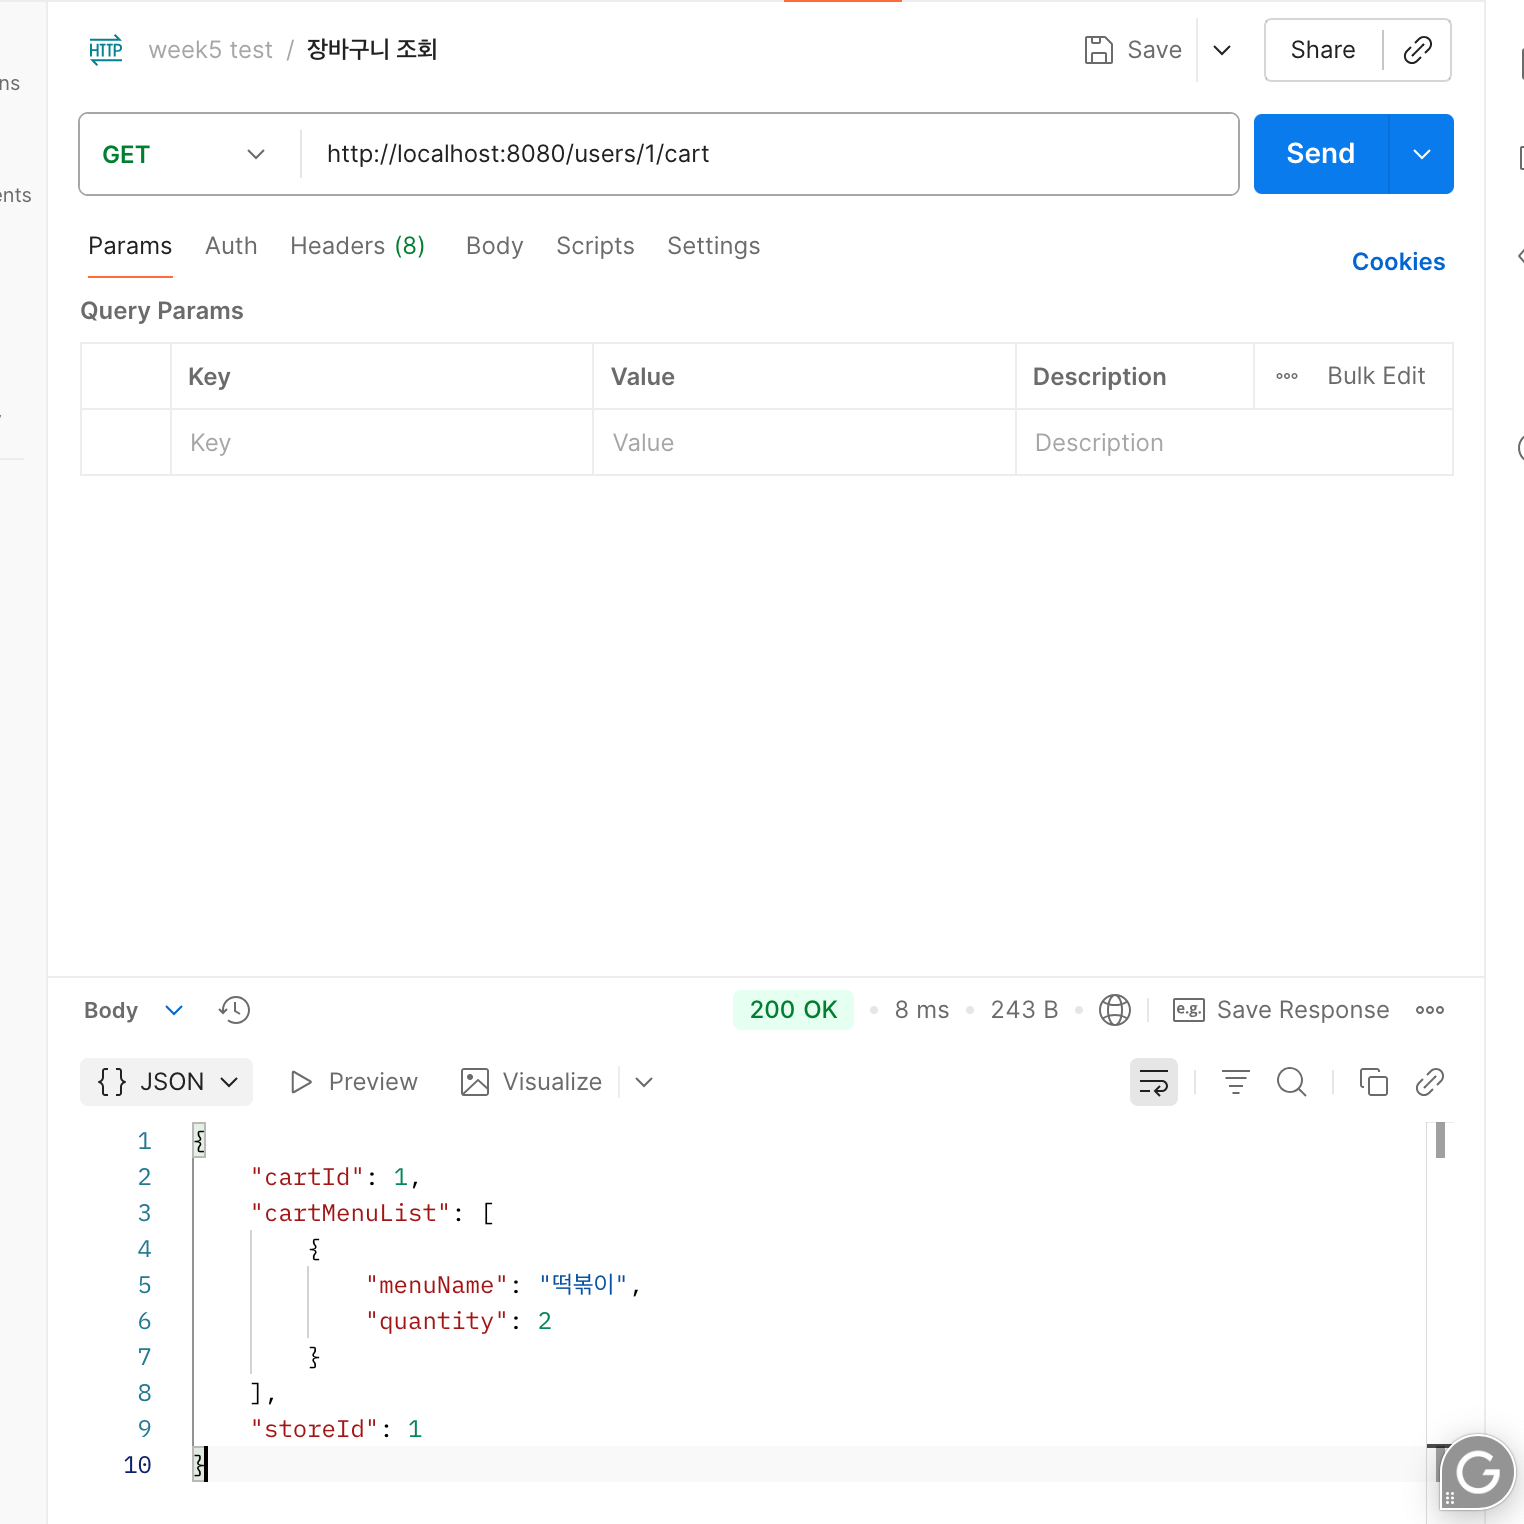 HTTP week5 test / 장바구니 조회 Save Share
ns
GET http://localhost:8080/users/1/cart Send
ents
Params Auth Headers (8) Body Scripts Settings Cookies
Query Params
Key Value Description Bulk Edit
Key Value Description
Body 200 OK 8 ms 243 B e.g. Save Response
{ } JSON Preview Visualize
1 {
2 "cartId": 1,
3 "cartMenuList": [
4 {
5 "menuName": "떡볶이",
6 "quantity": 2
7 }
8 ],
9 "storeId": 1
10 }
G